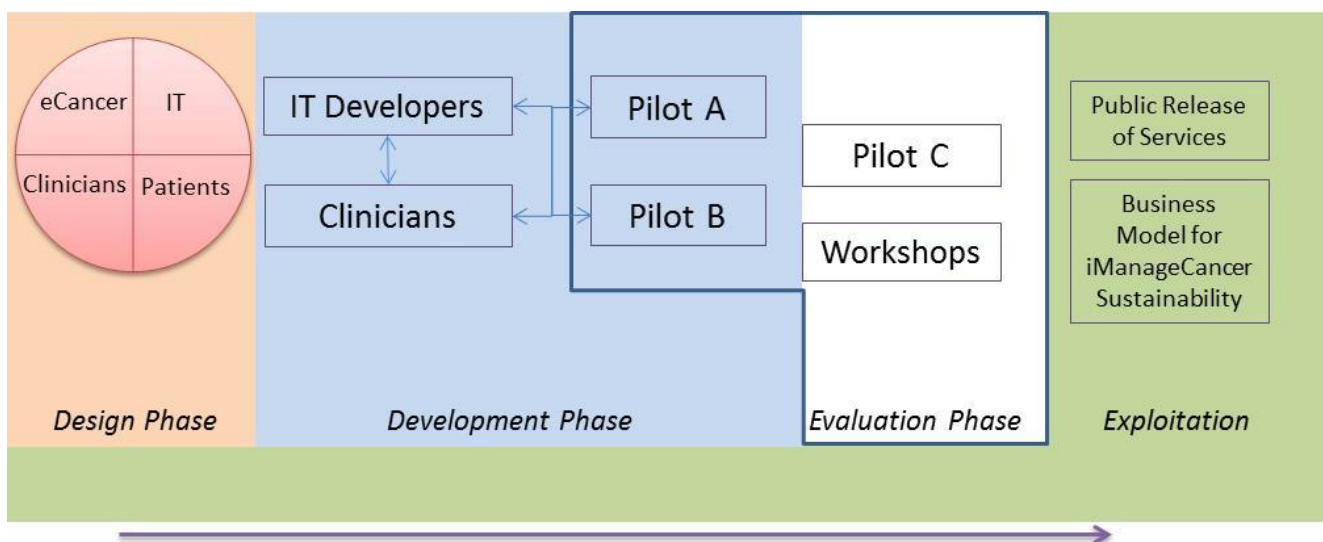 eCancer
IT
Clinicians
Patients
Design Phase
IT Developers
Clinicians
Pilot A
Pilot B
Development Phase
Pilot C
Workshops
Evaluation Phase
Public Release
of Services
Business
Model for
iManageCancer
Sustainability
Exploitation